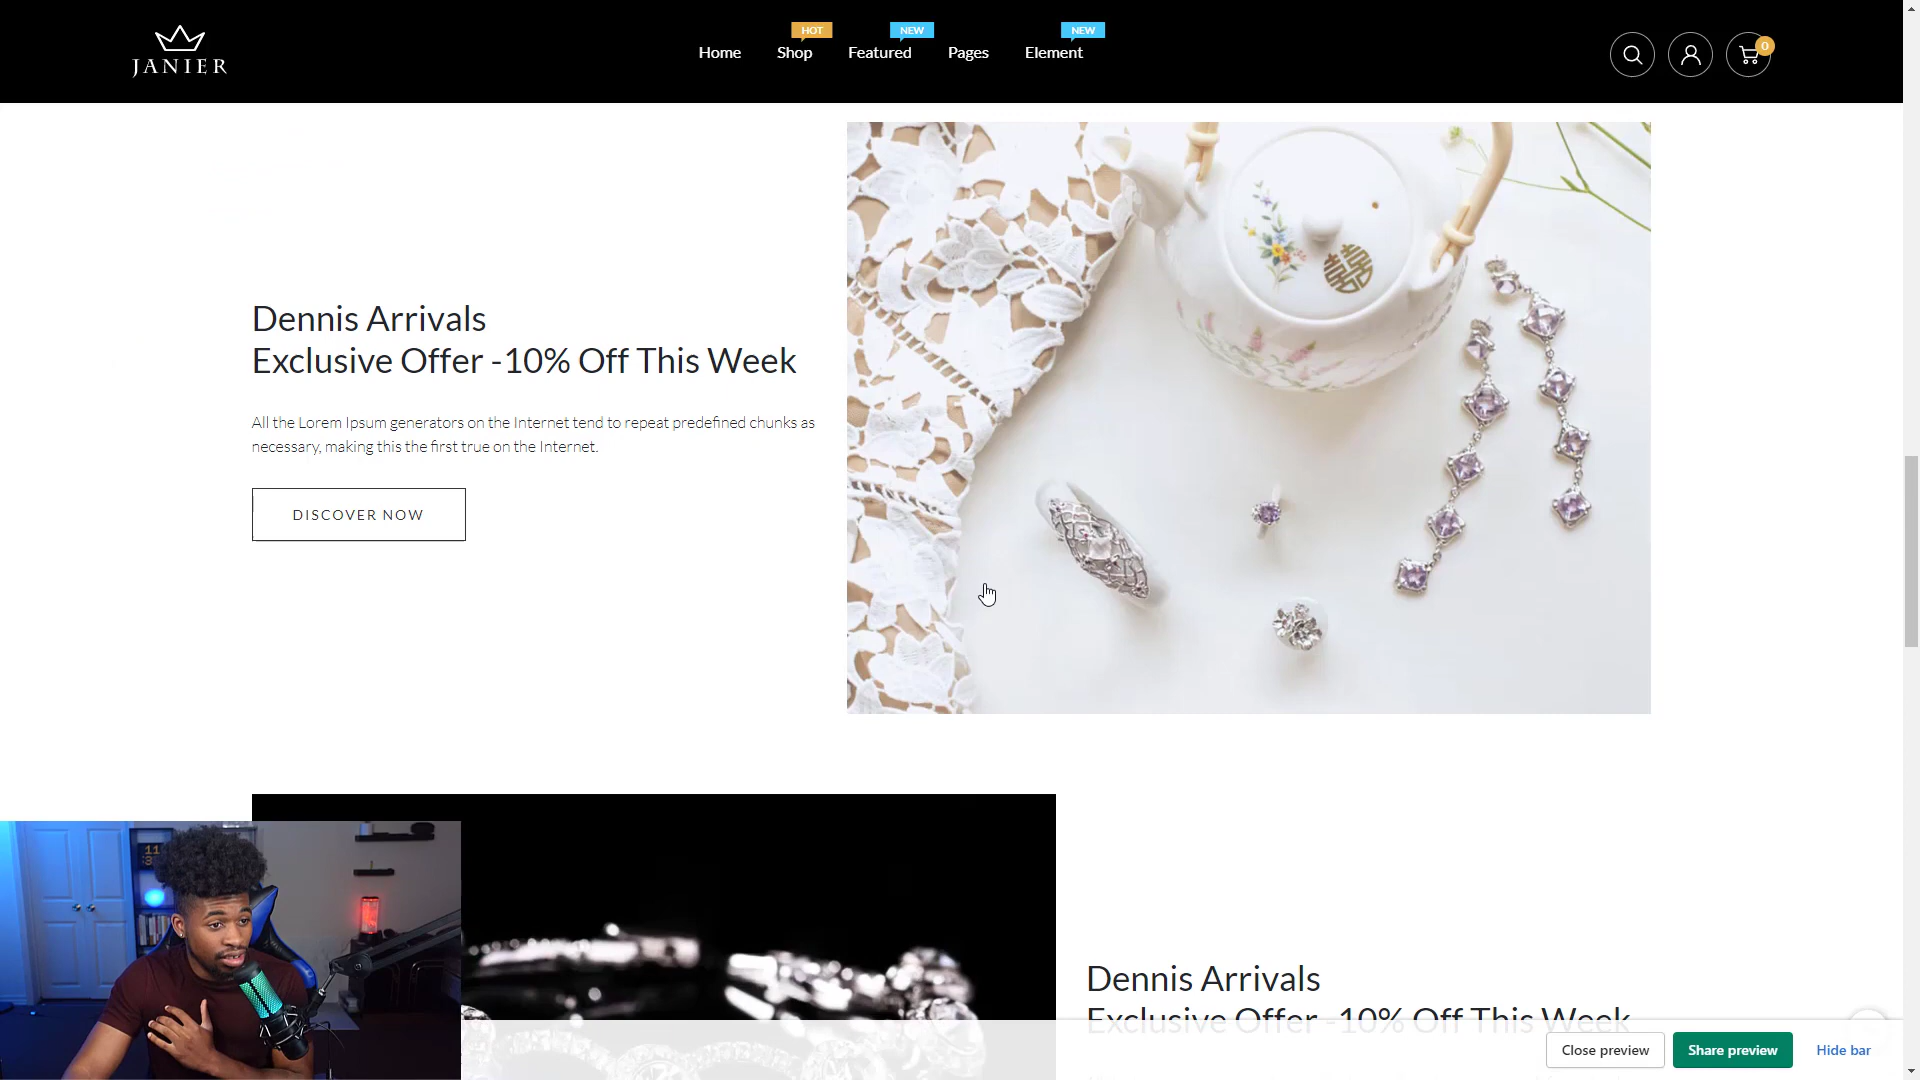 JANIER
HOT
NEW
NEW
Home
Shop
Featured
Pages
Element
0
Dennis Arrivals
Exclusive Offer -10% Off This Week
All the Lorem Ipsum generators on the Internet tend to repeat predefined chunks as
necessary, making this the first true on the Internet.
DISCOVER NOW
囍
Dennis Arrivals
Exclusive Offer -10% Off This Week
Close preview
Share preview
Hide bar